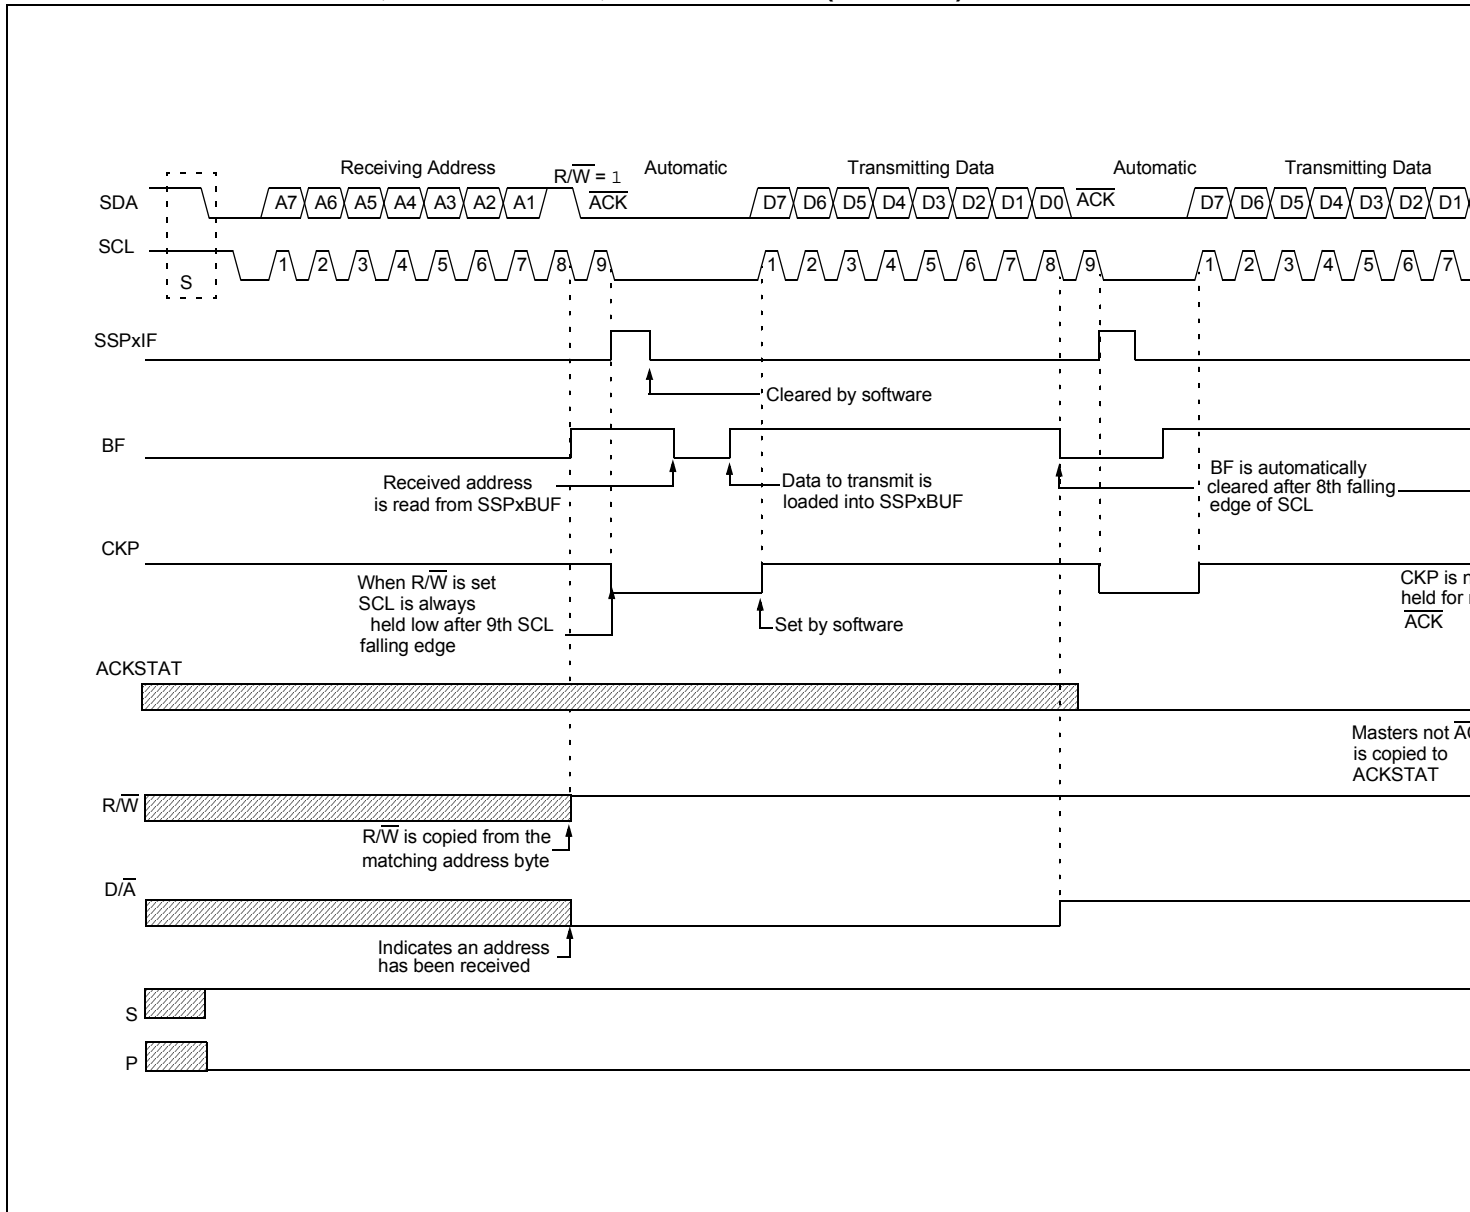 Receiving Address
R/W = 1
Automatic
Transmitting Data
Automatic
Transmitting Data
SDA
A7 A6 A5 A4 A3 A2 A1 ACK D7 D6 D5 D4 D3 D2 D1 D0 ACK D7 D6 D5 D4 D3 D2 D1
SCL
1 2 3 4 5 6 7 8 9 1 2 3 4 5 6 7 8 9 1 2 3 4 5 6 7
S
SSPxIF
Cleared by software
BF
Received address
is read from SSPxBUF
Data to transmit is
loaded into SSPxBUF
BF is automatically
cleared after 8th falling
edge of SCL
CKP
When R/W is set
SCL is always
held low after 9th SCL
falling edge
Set by software
CKP is
held for
ACK
ACKSTAT
Masters not
is copied to
ACKSTAT
R/W
R/W is copied from the
matching address byte
D/A
Indicates an address
has been received
S
P